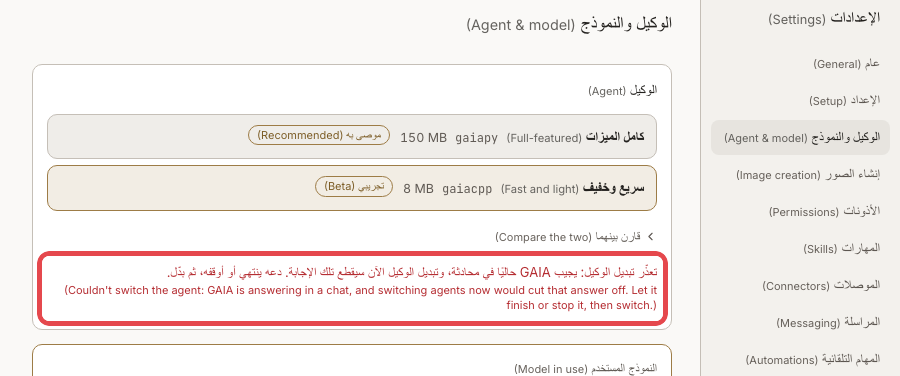 الإعدادات (Settings)
عام (General)
الإعداد (Setup)
الوكيل والنموذج (Agent & model)
إنشاء الصور (Image creation)
الأذونات (Permissions)
المهارات (Skills)
الموصلات (Connectors)
المراسلة (Messaging)
المهام التلقائية (Automations)
الوكيل والنموذج (Agent & model)
الوكيل (Agent)
كامل الميزات (Full-featured) gaiapy 150 MB موصى به (Recommended)
سريع وخفيف (Fast and light) gaiacpp 8 MB تجريبي (Beta)
قارن بينهما (Compare the two)
تعذّر تبديل الوكيل: يجيب GAIA حاليًا في محادثة، وتبديل الوكيل الآن سيقطع تلك الإجابة. دعه ينتهي أو أوقفه، ثم بدّل.
(Couldn't switch the agent: GAIA is answering in a chat, and switching agents now would cut that answer off. Let it
finish or stop it, then switch.)
النموذج المستخدم (Model in use)